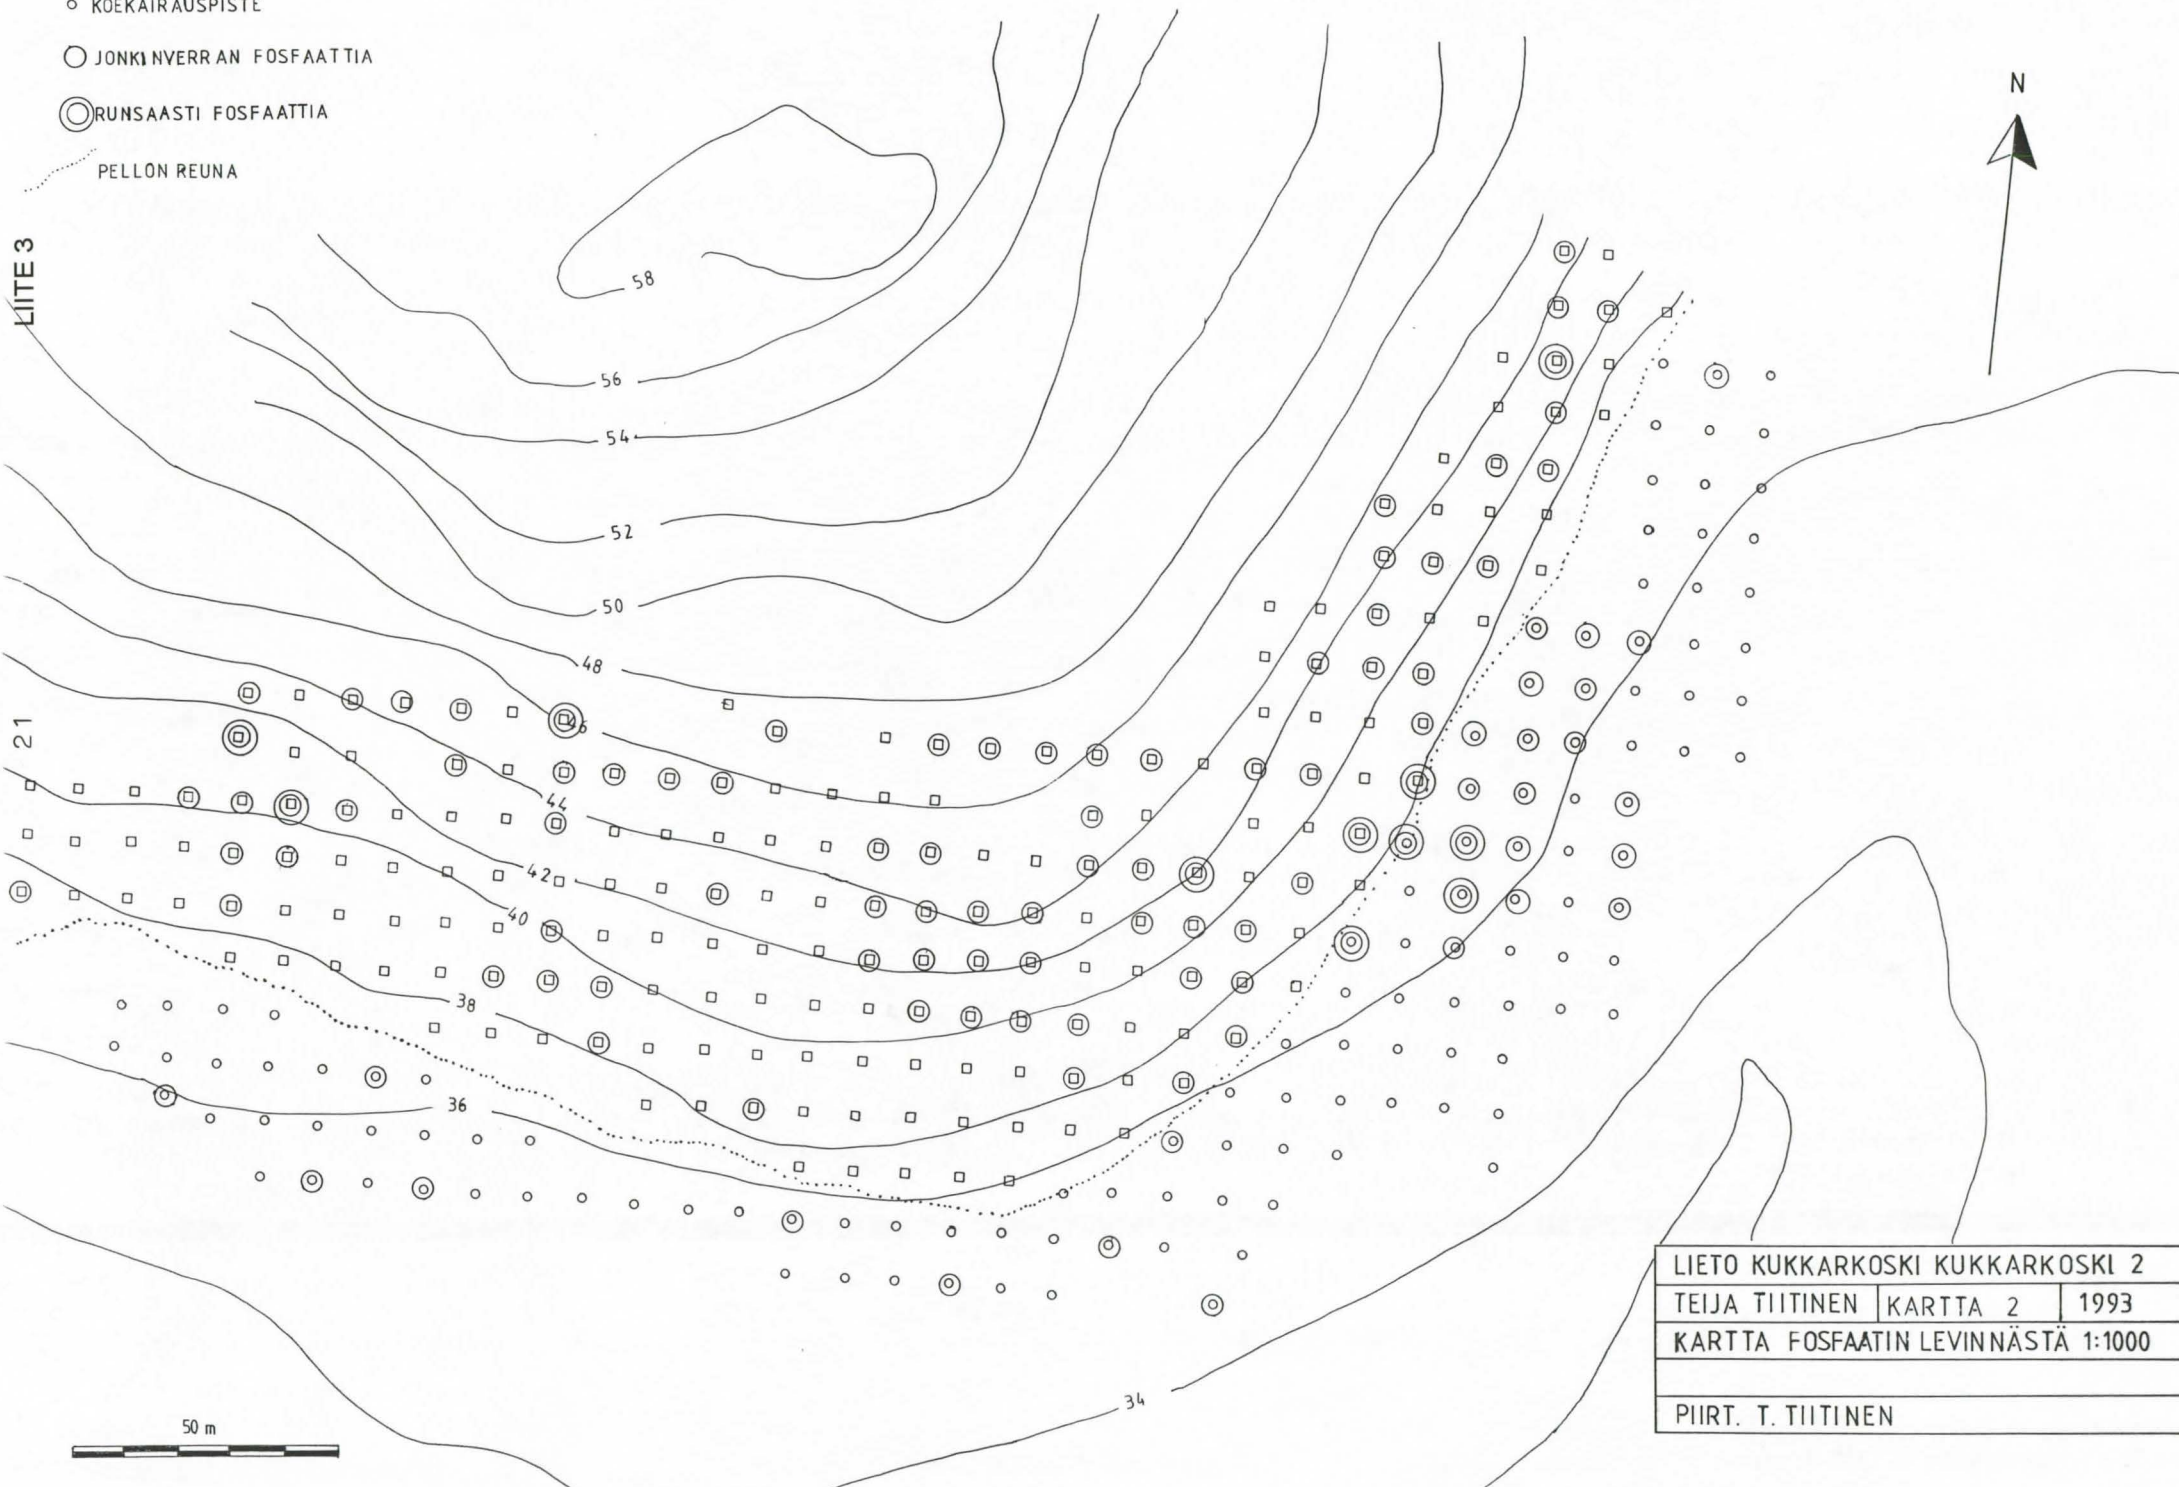 KOEKAIRAUSPISTE
JONKINVERRAN FOSFAATTIA
RUNSAASTI FOSFAATTIA
PELLON REUNA
LIITE 3
21
N
58
56
54
52
50
48
46
44
42
40
38
36
34
50 m
LIETO KUKKARKOSKI KUKKARKOSKI 2
TEIJA TIITINEN KARTTA 2 1993
KARTTA FOSFAATIN LEVINNÄSTÄ 1:1000
PIIRT. T. TIITINEN